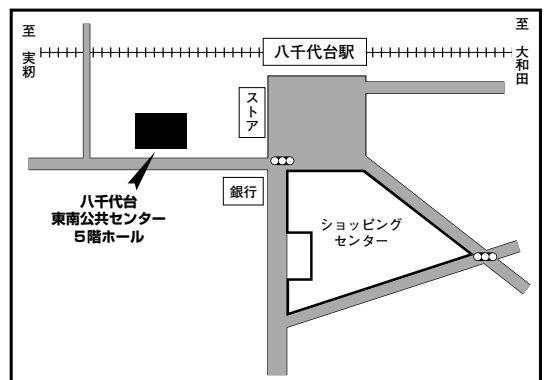 至 実籾
八千代台駅
至 大和田
ストア
銀行
八千代台
東南公共センター
5階ホール
ショッピング
センター